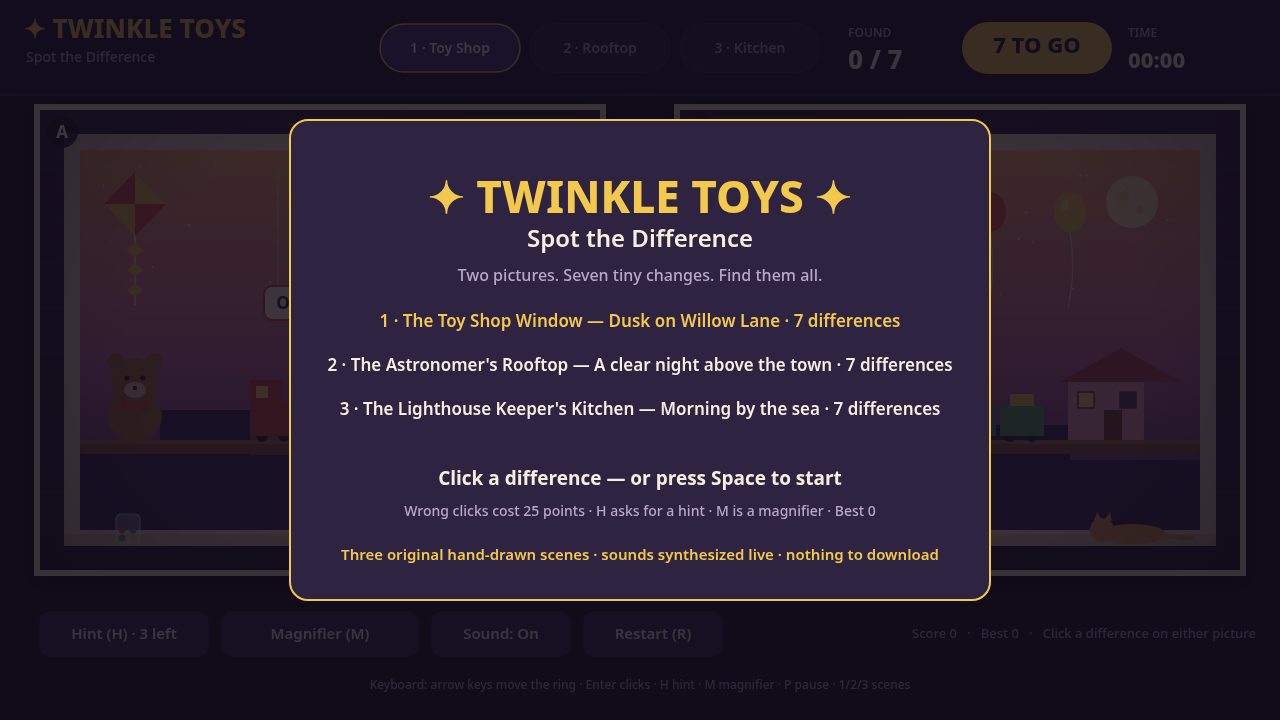 ✦ TWINKLE TOYS
Spot the Difference
1 · Toy Shop
2 · Rooftop
3 · Kitchen
FOUND
0 / 7
7 TO GO
TIME
00:00
A
✦ TWINKLE TOYS ✦
Spot the Difference
Two pictures. Seven tiny changes. Find them all.
1 · The Toy Shop Window — Dusk on Willow Lane · 7 differences
2 · The Astronomer's Rooftop — A clear night above the town · 7 differences
3 · The Lighthouse Keeper's Kitchen — Morning by the sea · 7 differences
Click a difference — or press Space to start
Wrong clicks cost 25 points · H asks for a hint · M is a magnifier · Best 0
Three original hand-drawn scenes · sounds synthesized live · nothing to download
Hint (H) · 3 left
Magnifier (M)
Sound: On
Restart (R)
Score 0 · Best 0 · Click a difference on either picture
Keyboard: arrow keys move the ring · Enter clicks · H hint · M magnifier · P pause · 1/2/3 scenes